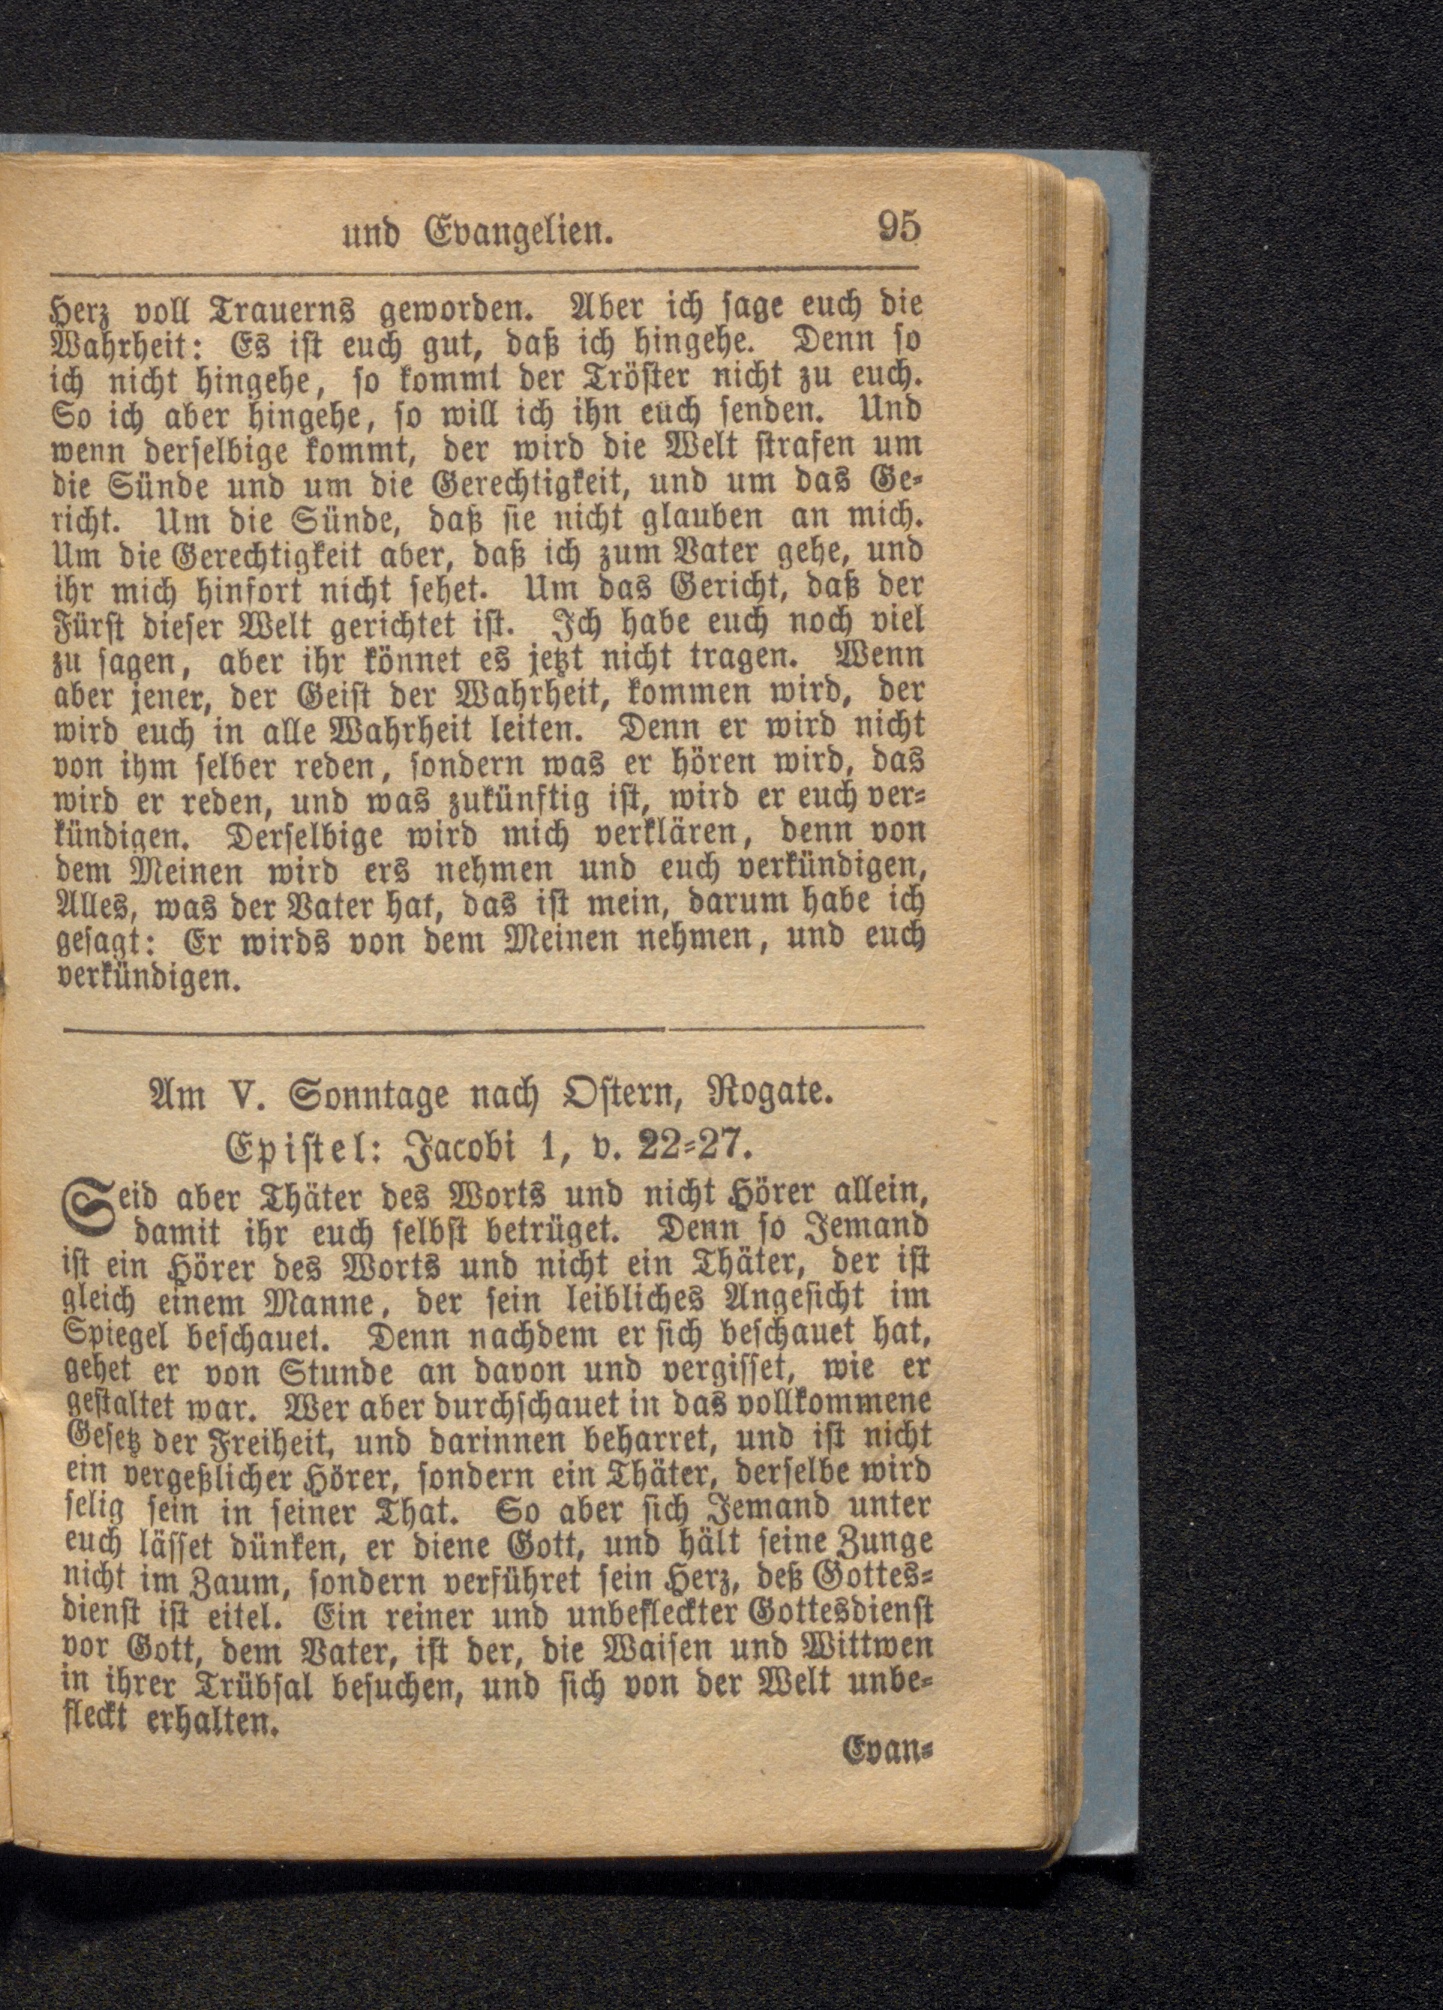 und Evangelien. 95
Herz voll Trauerns geworden. Aber ich sage euch die
Wahrheit: Es ist euch gut, daß ich hingehe. Denn so
ich nicht hingehe, so kommt der Tröster nicht zu euch.
So ich aber hingehe, so will ich ihn euch senden. Und
wenn derselbige kommt, der wird die Welt strafen um
die Sünde und um die Gerechtigkeit, und um das Ge-
richt. Um die Sünde, daß sie nicht glauben an mich.
Um die Gerechtigkeit aber, daß ich zum Vater gehe, und
ihr mich hinfort nicht sehet. Um das Gericht, daß der
Fürst dieser Welt gerichtet ist. Ich habe euch noch viel
zu sagen, aber ihr könnet es jetzt nicht tragen. Wenn
aber jener, der Geist der Wahrheit, kommen wird, der
wird euch in alle Wahrheit leiten. Denn er wird nicht
von ihm selber reden, sondern was er hören wird, das
wird er reden, und was zukünftig ist, wird er euch ver-
kündigen. Derselbige wird mich verklären, denn von
dem Meinen wird ers nehmen und euch verkündigen,
Alles, was der Vater hat, das ist mein, darum habe ich
gesagt: Er wirds von dem Meinen nehmen, und euch
verkündigen.
Am V. Sonntage nach Ostern, Rogate.
Epistel: Jacobi 1, v. 22-27.
Seid aber Thäter des Worts und nicht Hörer allein,
damit ihr euch selbst betrüget. Denn so Jemand
ist ein Hörer des Worts und nicht ein Thäter, der ist
gleich einem Manne, der sein leibliches Angesicht im
Spiegel beschauet. Denn nachdem er sich beschauet hat,
gehet er von Stunde an davon und vergisset, wie er
gestaltet war. Wer aber durchschauet in das vollkommene
Gesetz der Freiheit, und darinnen beharret, und ist nicht
ein vergeßlicher Hörer, sondern ein Thäter, derselbe wird
selig sein in seiner That. So aber sich Jemand unter
euch lässet dünken, er diene Gott, und hält seine Zunge
nicht im Zaum, sondern verführet sein Herz, deß Gottes-
dienst ist eitel. Ein reiner und unbefleckter Gottesdienst
vor Gott, dem Vater, ist der, die Waisen und Wittwen
in ihrer Trübsal besuchen, und sich von der Welt unbe-
fleckt erhalten.
Evan-